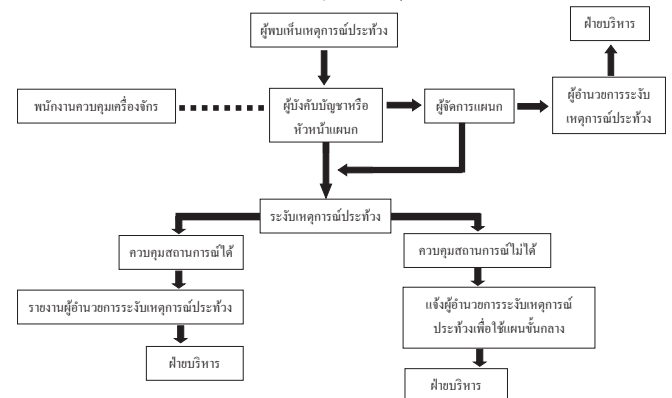 ฝ่ายบริหาร
ผู้พบเห็นเหตุการณ์ประท้วง
พนักงานควบคุมเครื่องจักร
ผู้บังคับบัญชาหรือ
หัวหน้าแผนก
ผู้จัดการแผนก
ผู้อำนวยการระงับ
เหตุการณ์ประท้วง
ระงับเหตุการณ์ประท้วง
ควบคุมสถานการณ์ได้
ควบคุมสถานการณ์ไม่ได้
รายงานผู้อำนวยการระงับเหตุการณ์ประท้วง
แจ้งผู้อำนวยการระงับเหตุการณ์
ประท้วงเพื่อใช้แผนขั้นกลาง
ฝ่ายบริหาร
ฝ่ายบริหาร